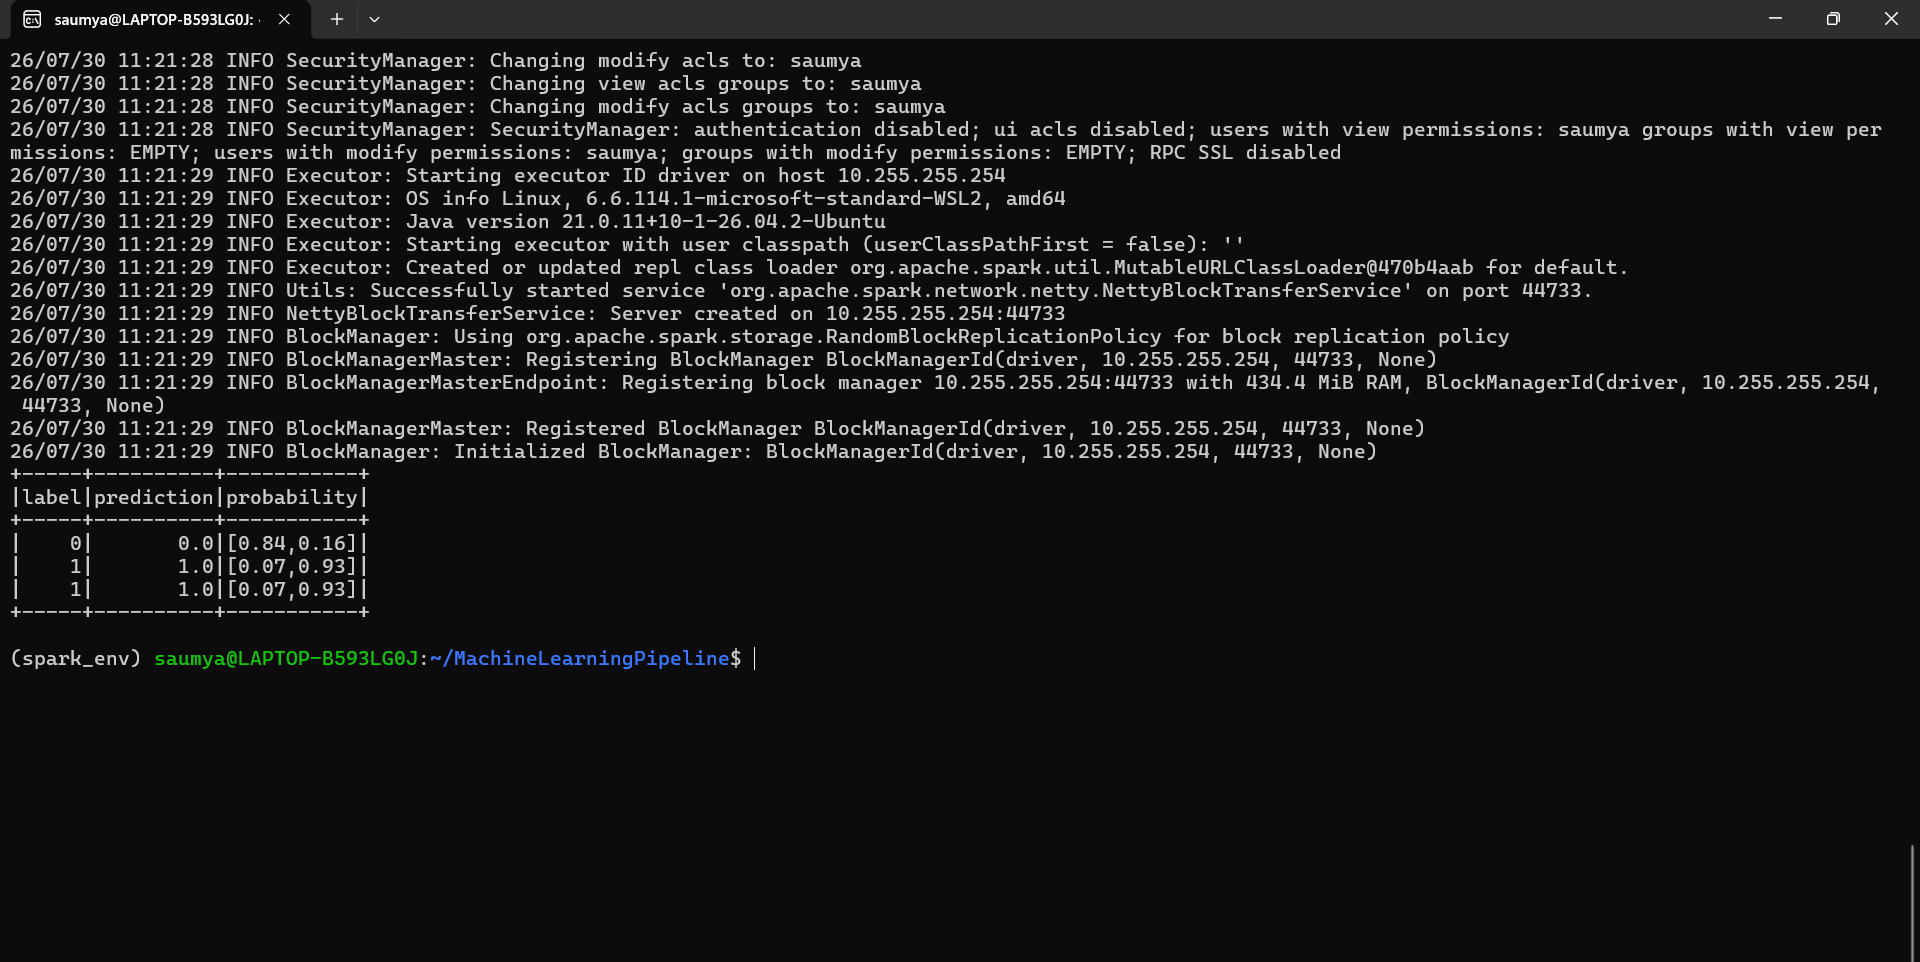 saumya@LAPTOP-B593LG0J: ·
26/07/30 11:21:28 INFO SecurityManager: Changing modify acls to: saumya
26/07/30 11:21:28 INFO SecurityManager: Changing view acls groups to: saumya
26/07/30 11:21:28 INFO SecurityManager: Changing modify acls groups to: saumya
26/07/30 11:21:28 INFO SecurityManager: SecurityManager: authentication disabled; ui acls disabled; users with view permissions: saumya groups with view per
missions: EMPTY; users with modify permissions: saumya; groups with modify permissions: EMPTY; RPC SSL disabled
26/07/30 11:21:29 INFO Executor: Starting executor ID driver on host 10.255.255.254
26/07/30 11:21:29 INFO Executor: OS info Linux, 6.6.114.1-microsoft-standard-WSL2, amd64
26/07/30 11:21:29 INFO Executor: Java version 21.0.11+10-1-26.04.2-Ubuntu
26/07/30 11:21:29 INFO Executor: Starting executor with user classpath (userClassPathFirst = false): ''
26/07/30 11:21:29 INFO Executor: Created or updated repl class loader org.apache.spark.util.MutableURLClassLoader@470b4aab for default.
26/07/30 11:21:29 INFO Utils: Successfully started service 'org.apache.spark.network.netty.NettyBlockTransferService' on port 44733.
26/07/30 11:21:29 INFO NettyBlockTransferService: Server created on 10.255.255.254:44733
26/07/30 11:21:29 INFO BlockManager: Using org.apache.spark.storage.RandomBlockReplicationPolicy for block replication policy
26/07/30 11:21:29 INFO BlockManagerMaster: Registering BlockManager BlockManagerId(driver, 10.255.255.254, 44733, None)
26/07/30 11:21:29 INFO BlockManagerMasterEndpoint: Registering block manager 10.255.255.254:44733 with 434.4 MiB RAM, BlockManagerId(driver, 10.255.255.254,
 44733, None)
26/07/30 11:21:29 INFO BlockManagerMaster: Registered BlockManager BlockManagerId(driver, 10.255.255.254, 44733, None)
26/07/30 11:21:29 INFO BlockManager: Initialized BlockManager: BlockManagerId(driver, 10.255.255.254, 44733, None)
+-----+----------+-----------+
|label|prediction|probability|
+-----+----------+-----------+
|    0|       0.0|[0.84,0.16]|
|    1|       1.0|[0.07,0.93]|
|    1|       1.0|[0.07,0.93]|
+-----+----------+-----------+
(spark_env) saumya@LAPTOP-B593LG0J:~/MachineLearningPipeline$